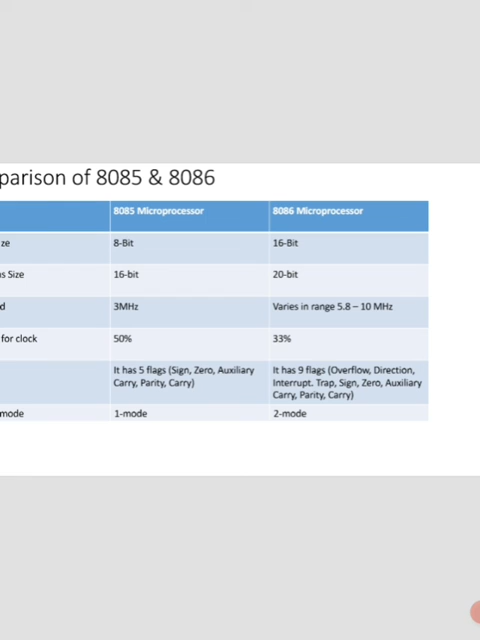 parison of 8085 & 8086
8085 Microprocessor 8086 Microprocessor
ze 8-Bit 16-Bit
s Size 16-bit 20-bit
d 3MHz Varies in range 5.8 – 10 MHz
for clock 50% 33%
It has 5 flags (Sign, Zero, Auxiliary
Carry, Parity, Carry)
It has 9 flags (Overflow, Direction,
Interrupt. Trap, Sign, Zero, Auxiliary
Carry, Parity, Carry)
mode 1-mode 2-mode